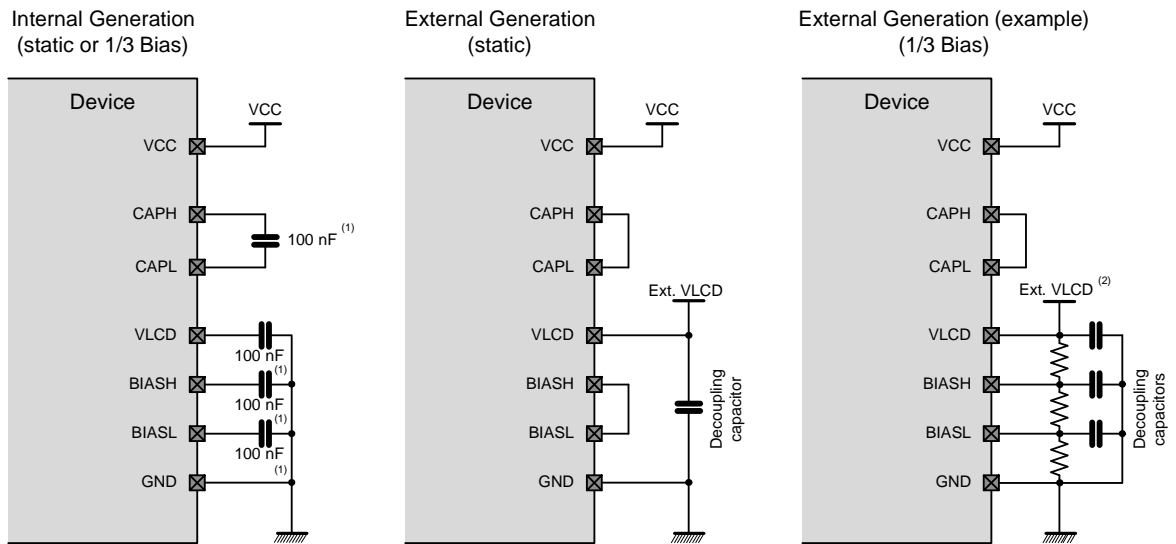 Internal Generation
(static or 1/3 Bias)
Device
VCC
VCC
CAPH
100 nF (1)
CAPL
VLCD
100 nF
(1)
BIASH
100 nF
(1)
BIASL
100 nF
(1)
GND
External Generation
(static)
Device
VCC
VCC
CAPH
CAPL
Ext. VLCD
VLCD
BIASH
BIASL
Decoupling
capacitor
GND
External Generation (example)
(1/3 Bias)
Device
VCC
VCC
CAPH
CAPL
Ext. VLCD (2)
VLCD
BIASH
BIASL
Decoupling
capacitors
GND